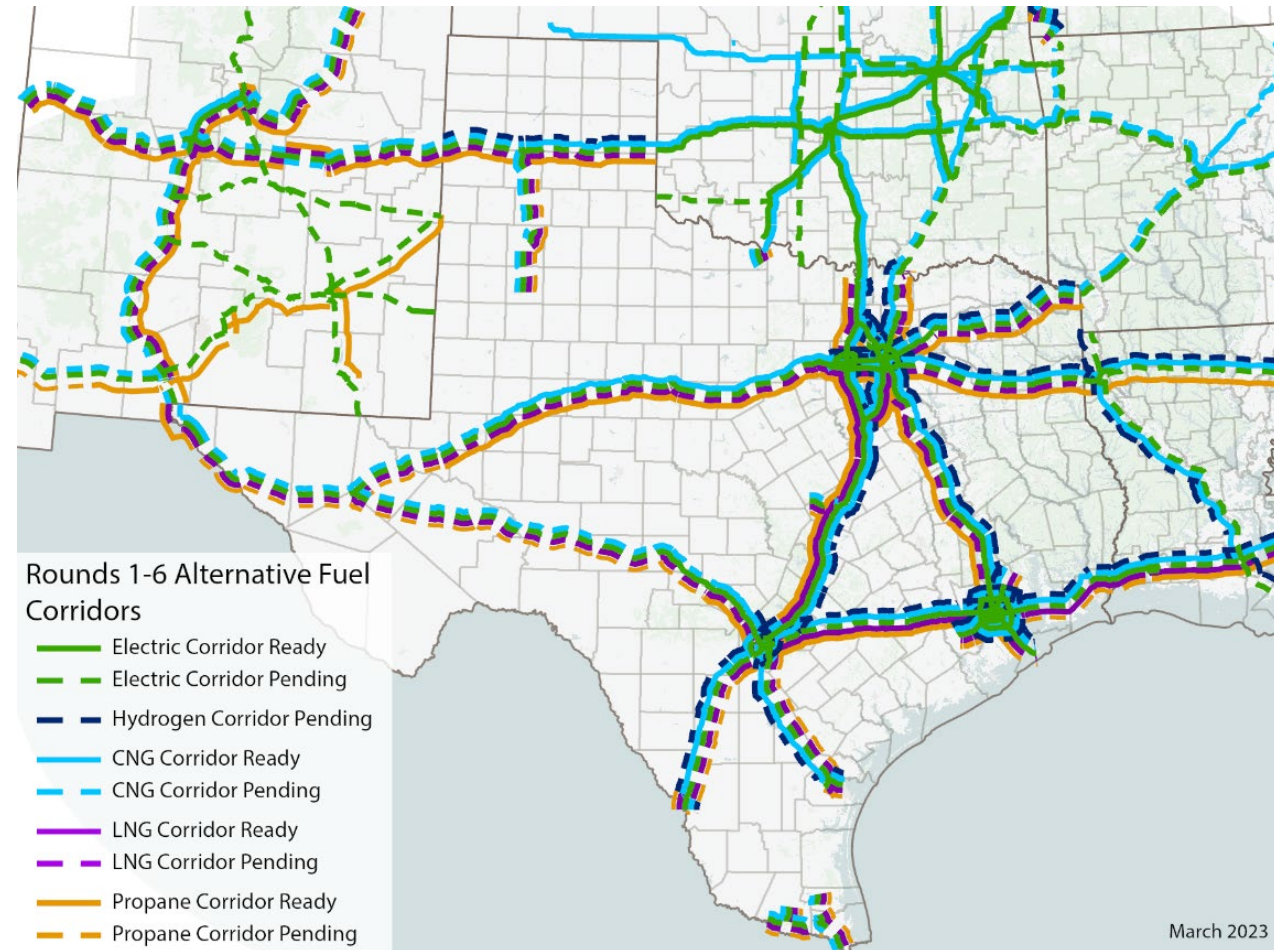 Rounds 1-6 Alternative Fuel
Corridors
Electric Corridor Ready
Electric Corridor Pending
Hydrogen Corridor Pending
CNG Corridor Ready
CNG Corridor Pending
LNG Corridor Ready
LNG Corridor Pending
Propane Corridor Ready
Propane Corridor Pending
March 2023